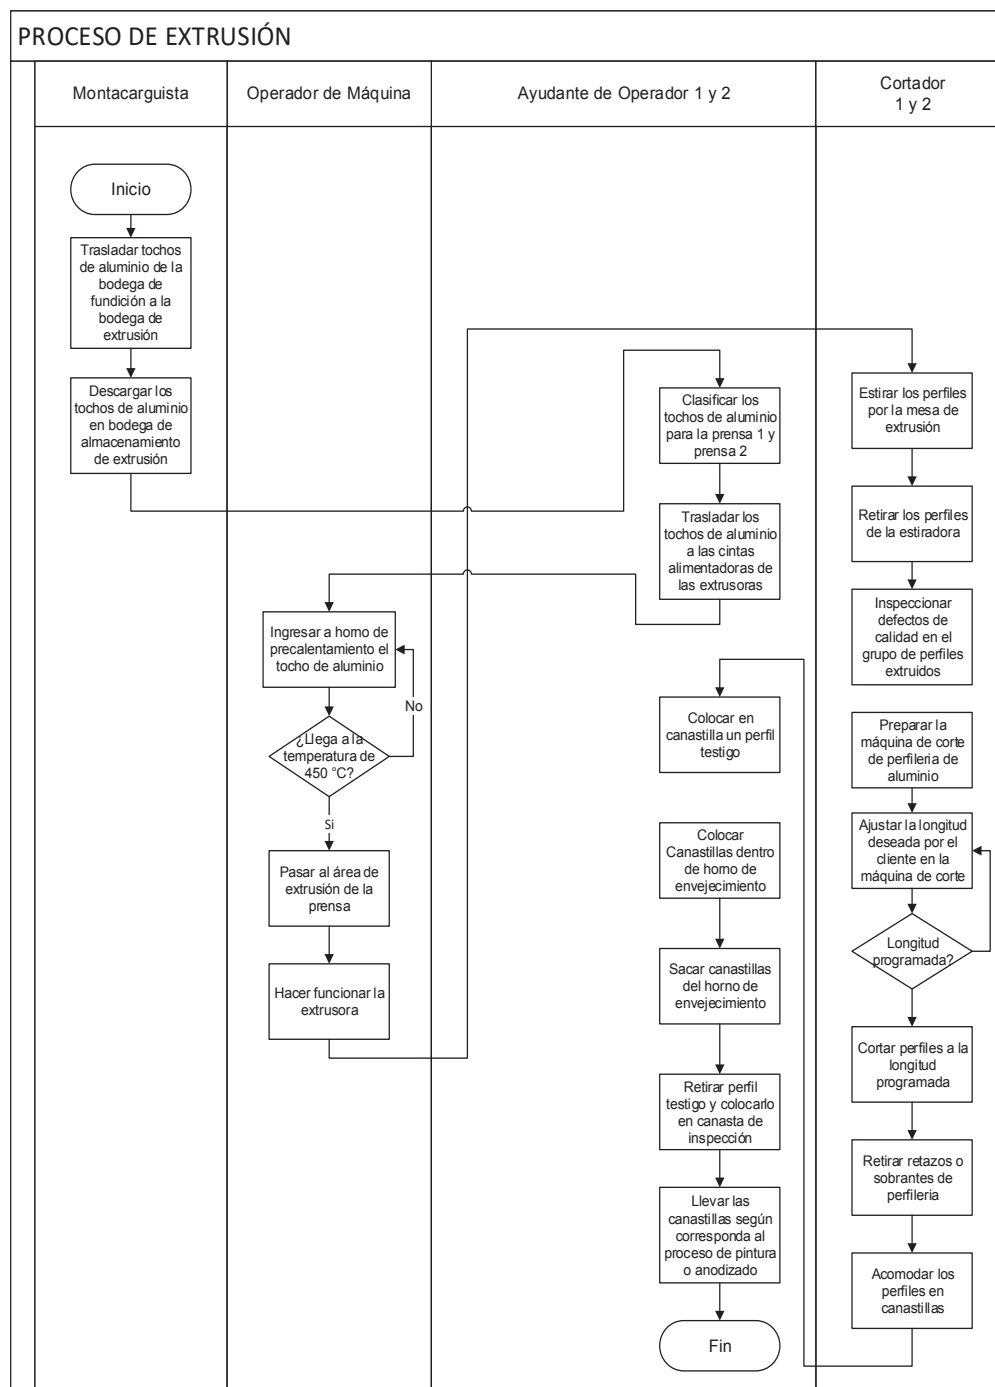 PROCESO DE EXTRUSIÓN
Montacarguista
Operador de Máquina
Ayudante de Operador 1 y 2
Cortador
1 y 2
Inicio
Trasladar tochos
de aluminio de la
bodega de
fundición a la
bodega de
extrusión
Descargar los
tochos de aluminio
en bodega de
almacenamiento
de extrusión
Clasificar los
tochos de aluminio
para la prensa 1 y
prensa 2
Trasladar los
tochos de aluminio
a las cintas
alimentadoras de
las extrusoras
Ingresar a horno de
precalentamiento el
tocho de aluminio
No
¿Llega a la
temperatura de
450 °C?
Si
Pasar al área de
extrusión de la
prensa
Hacer funcionar la
extrusora
Estirar los perfiles
por la mesa de
extrusión
Retirar los perfiles
de la estiradora
Inspeccionar
defectos de
calidad en el
grupo de perfiles
extruidos
Preparar la
máquina de corte
de perfileria de
aluminio
Ajustar la longitud
deseada por el
cliente en la
máquina de corte
Longitud
programada?
Cortar perfiles a la
longitud
programada
Retirar retazos o
sobrantes de
perfileria
Acomodar los
perfiles en
canastillas
Colocar en
canastilla un perfil
testigo
Colocar
Canastillas dentro
de horno de
envejecimiento
Sacar canastillas
del horno de
envejecimiento
Retirar perfil
testigo y colocarlo
en canasta de
inspección
Llevar las
canastillas según
corresponda al
proceso de pintura
o anodizado
Fin